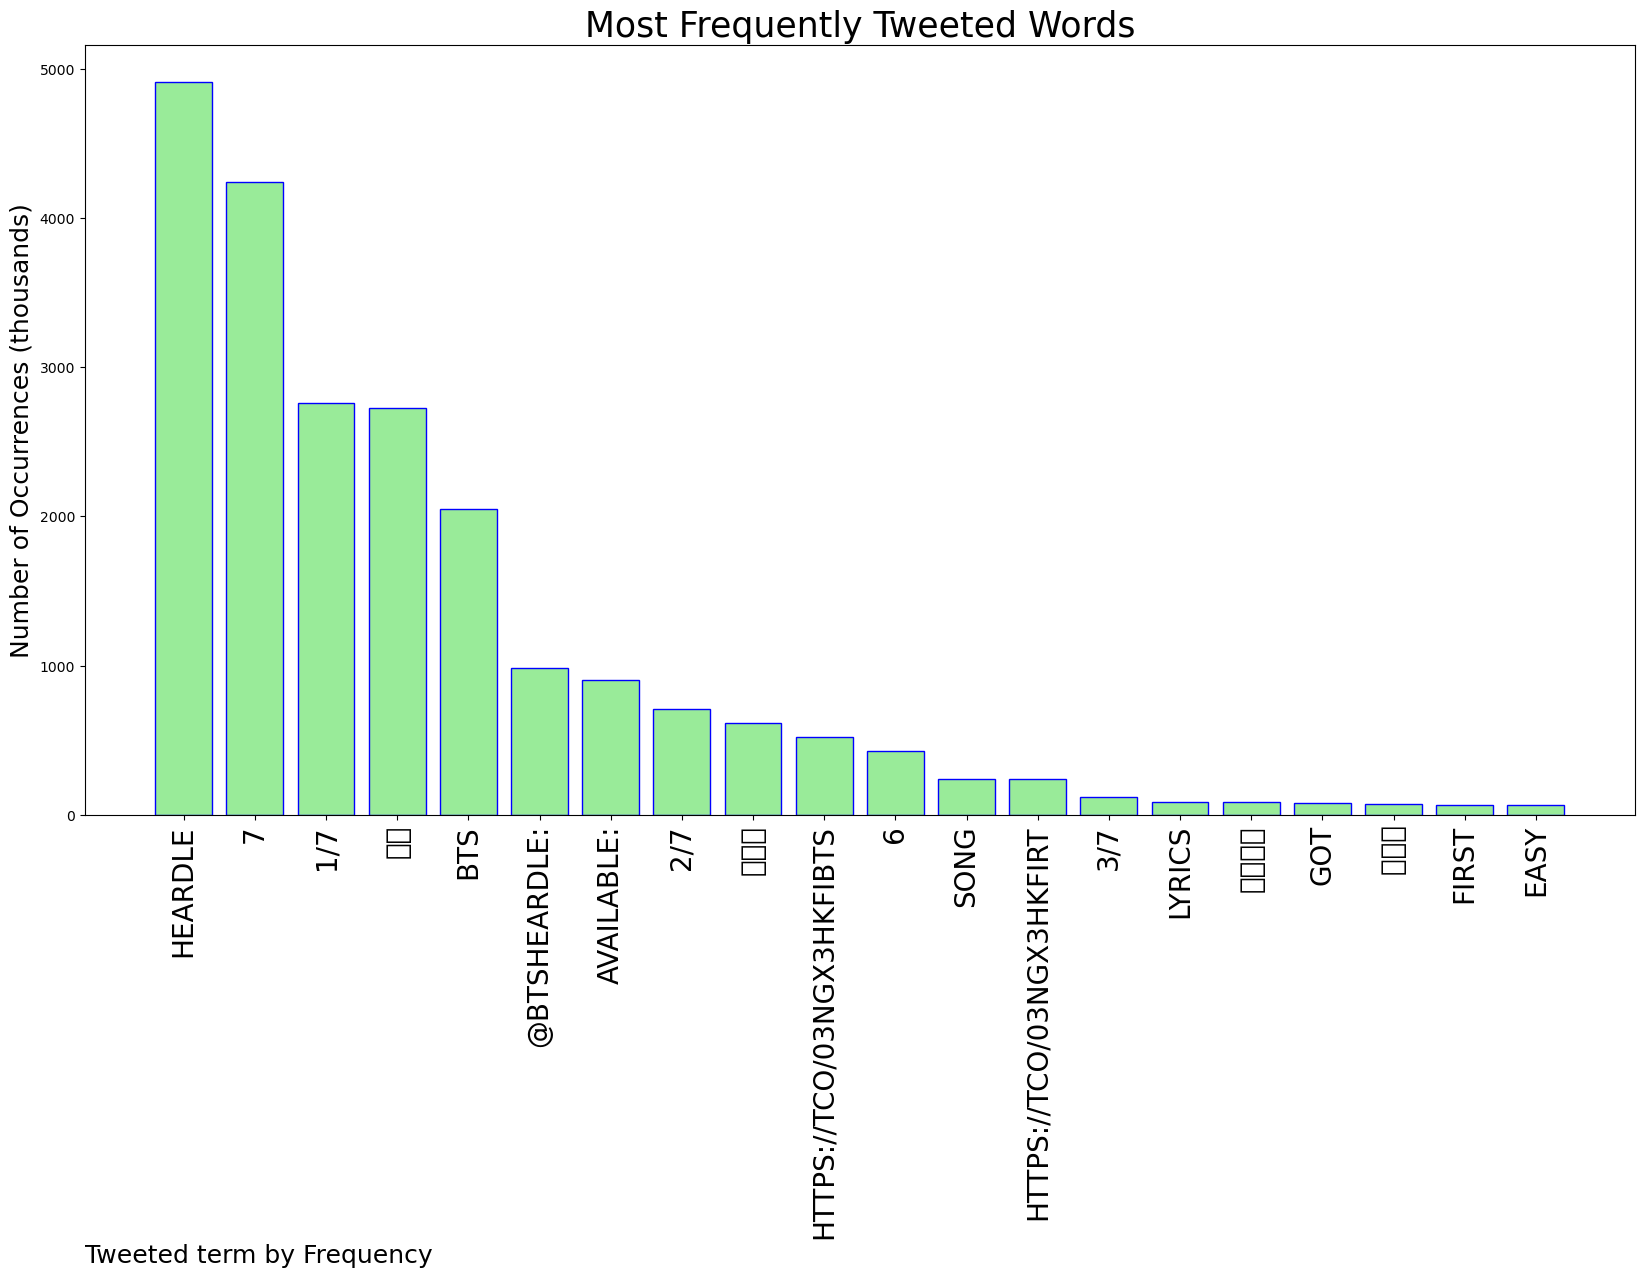 Most Frequently Tweeted Words
Number of Occurrences (thousands)
5000
4000
3000
2000
1000
0
HEARDLE
7
1/7
BTS
@BTSHEARDLE:
AVAILABLE:
2/7
HTTPS://TCO/03NGX3HKFIBTS
6
SONG
HTTPS://TCO/03NGX3HKFIRT
3/7
LYRICS
GOT
FIRST
EASY
Tweeted term by Frequency